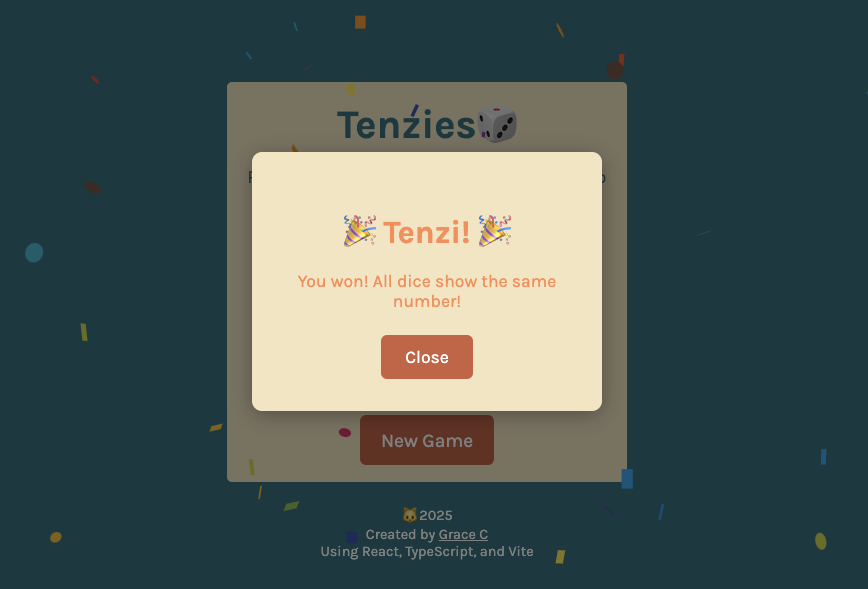 Tenzies
Tenzi!
You won! All dice show the same
number!
Close
New Game
2025
Created by Grace C
Using React, TypeScript, and Vite